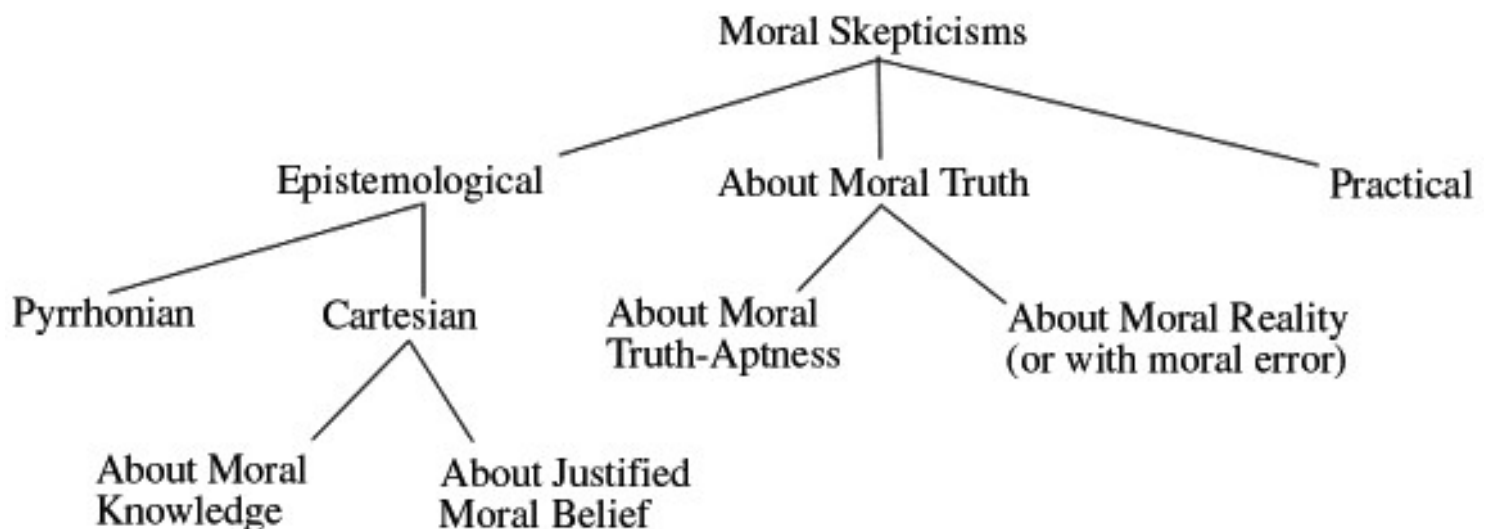 Moral Skepticisms
Epistemological
About Moral Truth
Practical
Pyrrhonian
Cartesian
About Moral
Truth-Aptness
About Moral Reality
(or with moral error)
About Moral
Knowledge
About Justified
Moral Belief